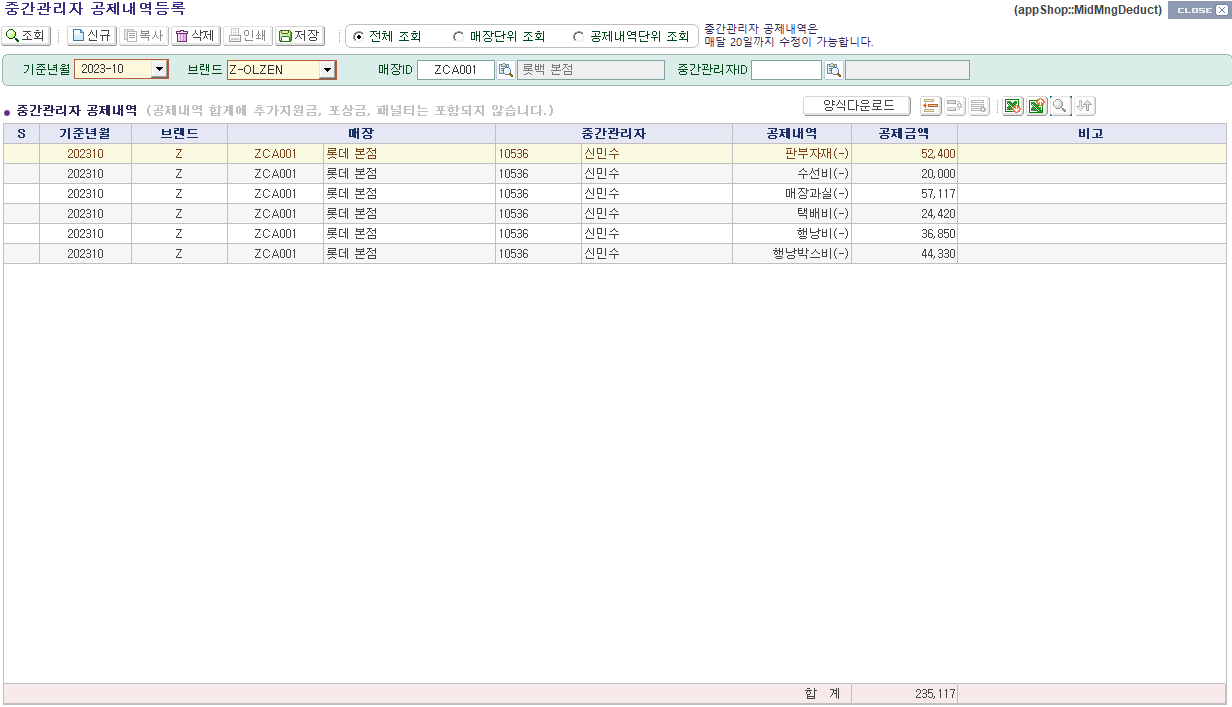 중간관리자 공제내역등록 (appShop::MidMngDeduct) CLOSE
조회 신규 복사 삭제 인쇄 저장 전체 조회 매장단위 조회 공제내역단위 조회 중간관리자 공제내역은
매달 20일까지 수정이 가능합니다.
기준년월 2023-10 브랜드 Z-OLZEN 매장ID ZCA001 롯백 본점 중간관리자ID
중간관리자 공제내역 (공제내역 합계에 추가지원금, 포상금, 패널티는 포함되지 않습니다.) 양식다운로드
S 기준년월 브랜드 매장 중간관리자 공제내역 공제금액 비고
202310 Z ZCA001 롯데 본점 10536 신민수 판부자재(-) 52,400
202310 Z ZCA001 롯데 본점 10536 신민수 수선비(-) 20,000
202310 Z ZCA001 롯데 본점 10536 신민수 매장과실(-) 57,117
202310 Z ZCA001 롯데 본점 10536 신민수 택배비(-) 24,420
202310 Z ZCA001 롯데 본점 10536 신민수 행낭비(-) 36,850
202310 Z ZCA001 롯데 본점 10536 신민수 행낭박스비(-) 44,330
합 계 235,117